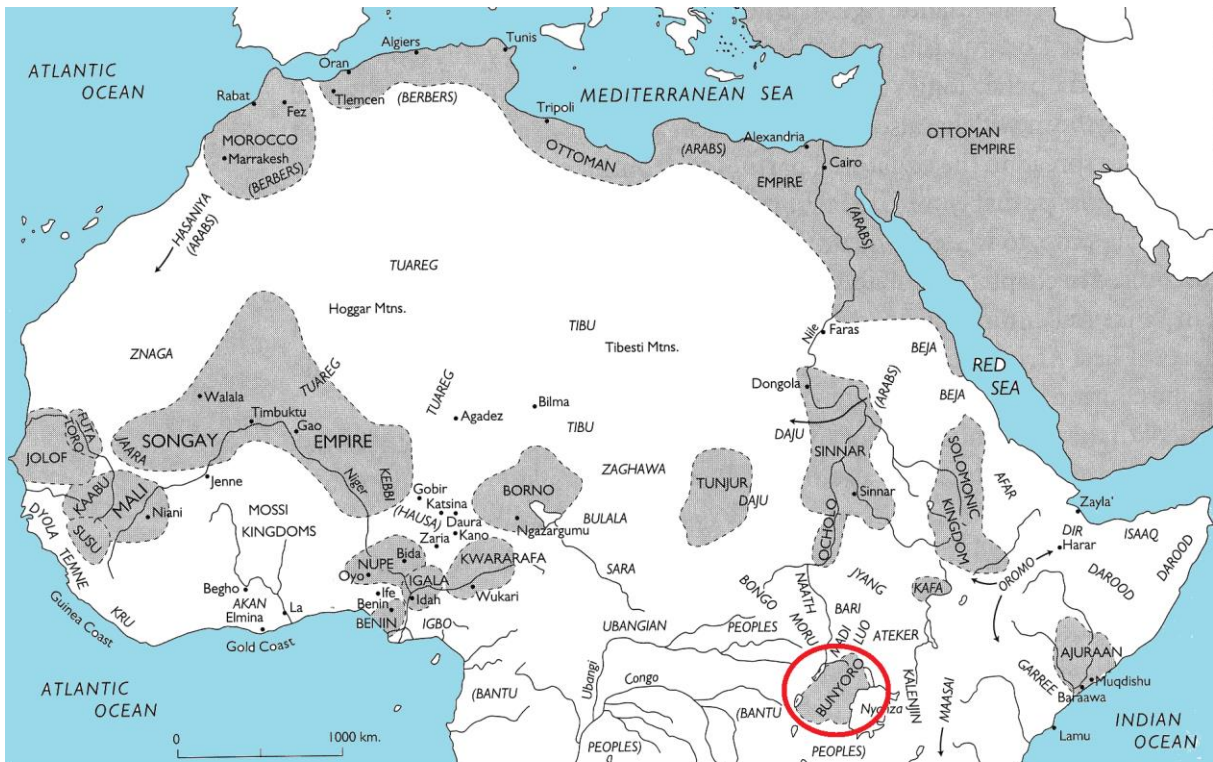 ATLANTIC
OCEAN
Algiers
Tunis
Oran
Rabat
Fez
Tlemcen
(BERBERS)
MEDITERRANEAN SEA
Tripoli
MOROCCO
Marrakesh
(BERBERS)
OTTOMAN
(ARABS)
EMPIRE
Alexandria
Cairo
OTTOMAN
EMPIRE
HASANIYA
(ARABS)
(ARABS)
TUAREG
Hoggar Mtns.
TIBU
Tibesti Mtns.
Nile
Faras
BEJA
RED
SEA
ZNAGA
TUAREG
TUAREG
Agadez
Bilma
TIBU
Dongola
(ARABS)
BEJA
Walala
Timbuktu
Gao
SONGAY
EMPIRE
DAJU
FUTA
TORO
JAARA
JOLOF
ZAGHAWA
TUNJUR
DAJU
SINNAR
Sinnar
SOLOMONIC
KINGDOM
AFAR
Zayla'
KAABU
MALI
Niani
SUSU
Jenne
Niger
KEBBI
Gobir
Katsina
(HAUSA)
Daura
Kano
Zaria
BORNO
Ngazargumu
BULALA
MOSSI
KINGDOMS
DYOLA
TEMNE
OCHOLO
DIR
ISAAQ
Harar
DAROOD
DAROOD
NUPE
Bida
KWARARAFA
Oyo
IGALA
Idah
Wukari
SARA
JYANG
KAFA
OROMO
Begho
AKAN
Elmina
La
Ife
Benin
BENIN
IGBO
KRU
Guinea Coast
Gold Coast
UBANGIAN
PEOPLES
BONGO
MORU
NAATH
BARI
MADI
LUO
ATEKER
AJURAAN
Muqdishu
Baraawa
GARREE
ATLANTIC
OCEAN
(BANTU
Ubangi
Congo
(BANTU
BUNYORO
Nyanza
KALENJIN
MAASAI
PEOPLES)
PEOPLES)
Lamu
INDIAN
OCEAN
0
1000 km.